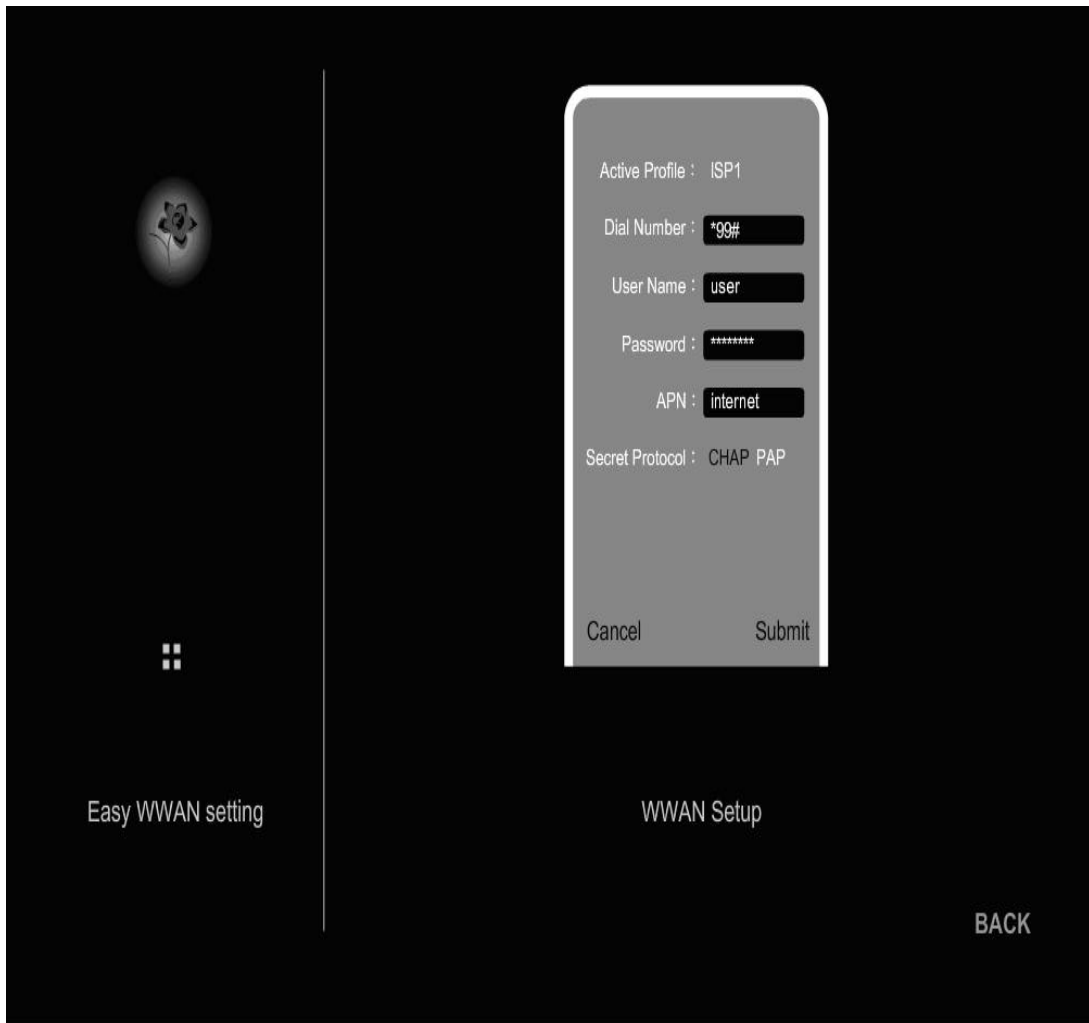 Active Profile： ISP1
Dial Number： *99#
User Name： user
Password： ********
APN： internet
Secret Protocol： CHAP PAP
Cancel Submit
Easy WWAN setting
WWAN Setup
BACK